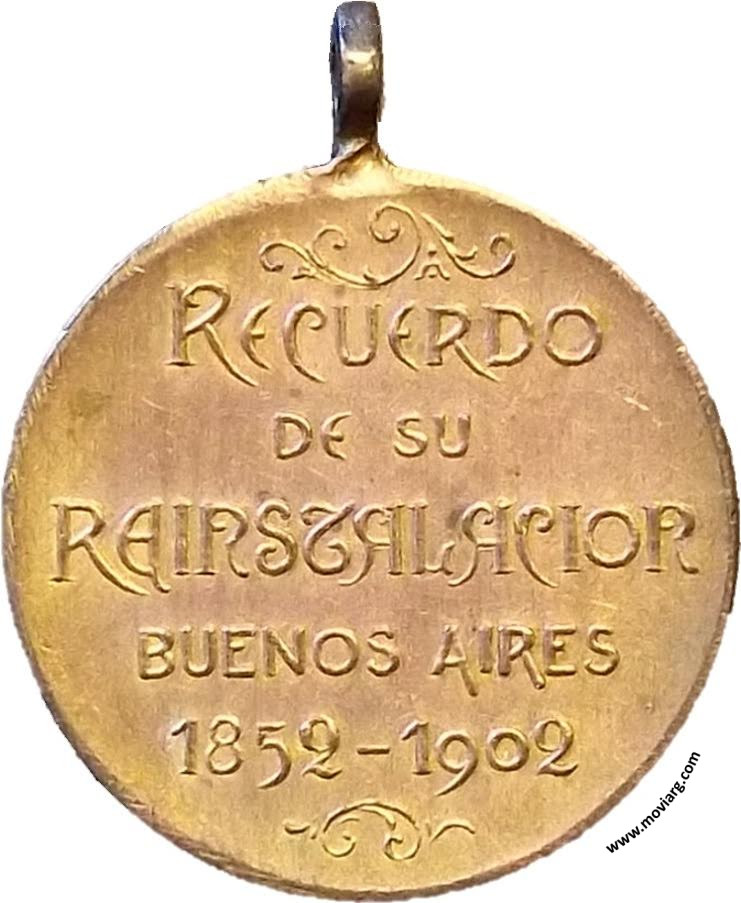 RECUERDO
DE SU
REINSTALACION
BUENOS AIRES
1852-1902
www.moviarg.com